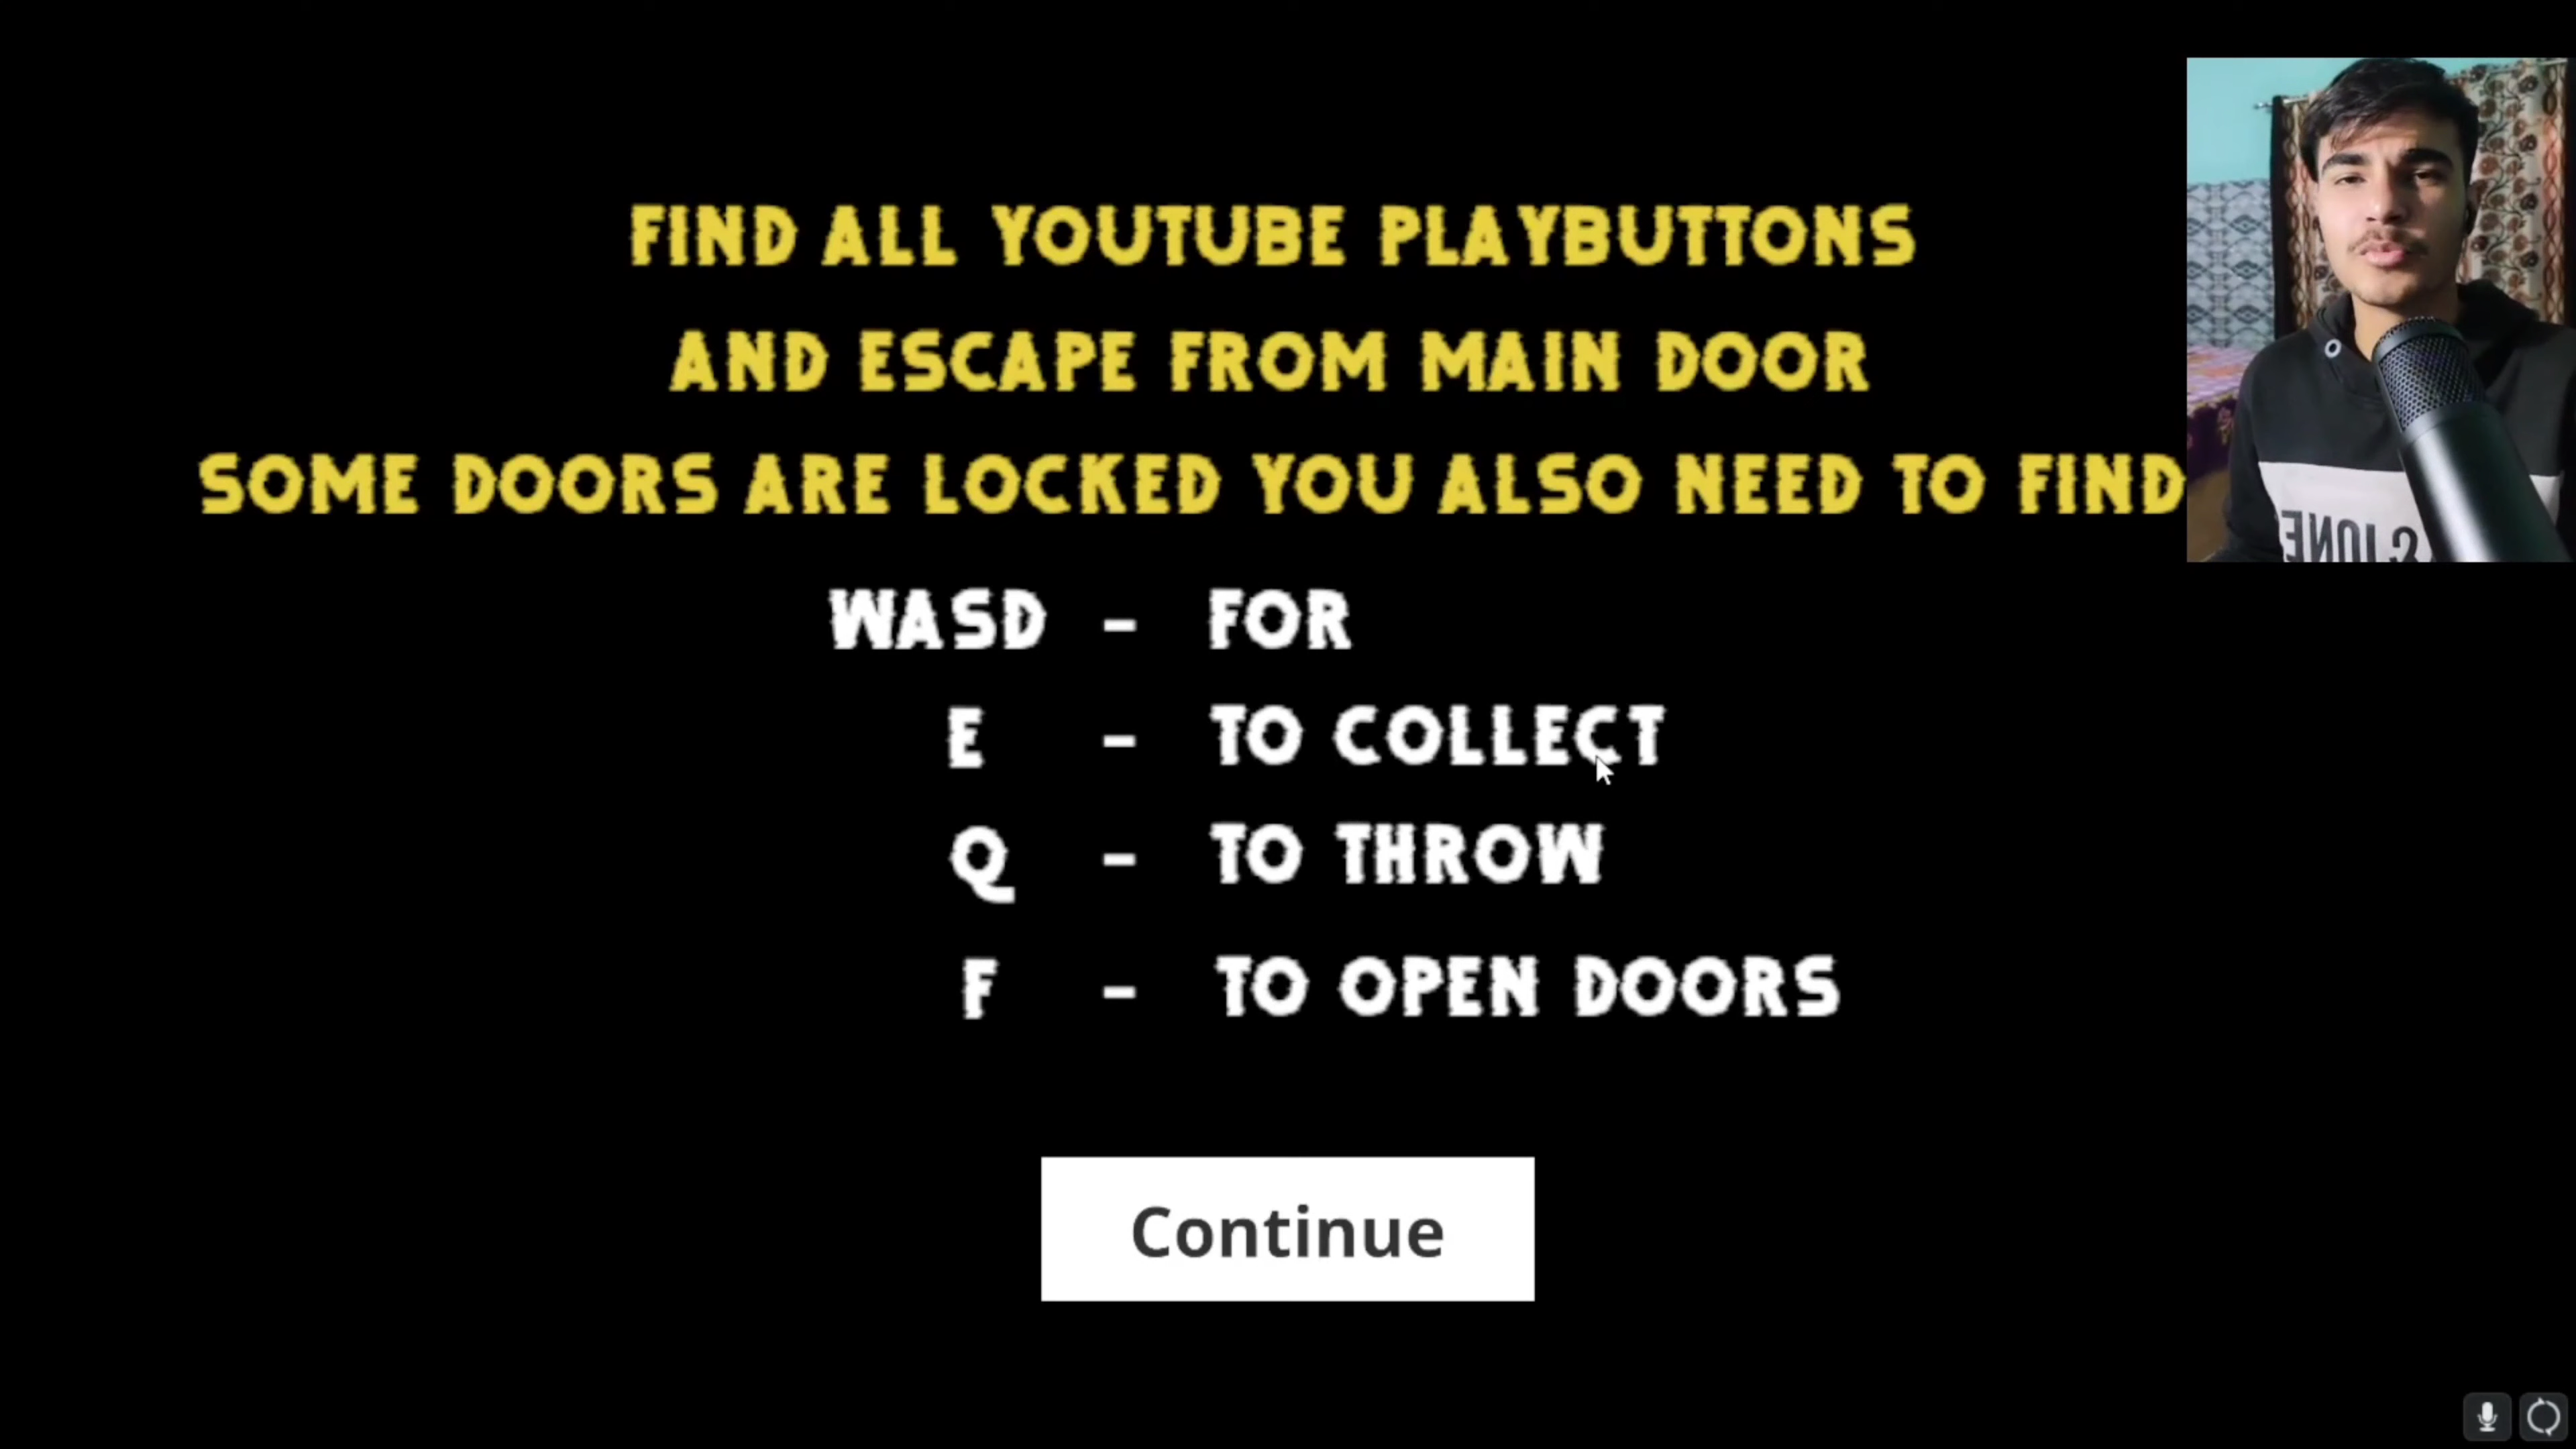 FIND ALL YOUTUBE PLAYBUTTONS
AND ESCAPE FROM MAIN DOOR
SOME DOORS ARE LOCKED YOU ALSO NEED TO FIND
WASD - FOR
E - TO COLLECT
Q - TO THROW
F - TO OPEN DOORS
Continue